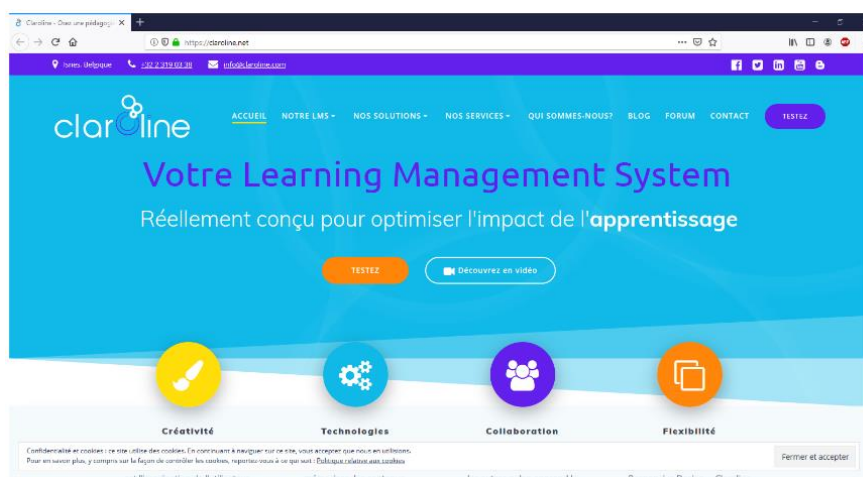 Claroline - Osez une pédagogie
https://claroline.net
Isnes, Belgique +32 2 319 03 38 info@claroline.com
claroline
ACCUEIL NOTRE LMS NOS SOLUTIONS NOS SERVICES QUI SOMMES-NOUS? BLOG FORUM CONTACT TESTEZ
Votre Learning Management System
Réellement conçu pour optimiser l'impact de l'apprentissage
TESTEZ Découvrez en vidéo
Créativité Technologies Collaboration Flexibilité
Confidentialité et cookies : ce site utilise des cookies. En continuant à naviguer sur ce site, vous acceptez que nous en utilisions.
Pour en savoir plus, y compris sur la façon de contrôler les cookies, reportez-vous à ce qui suit : Politique relative aux cookies
Fermer et accepter